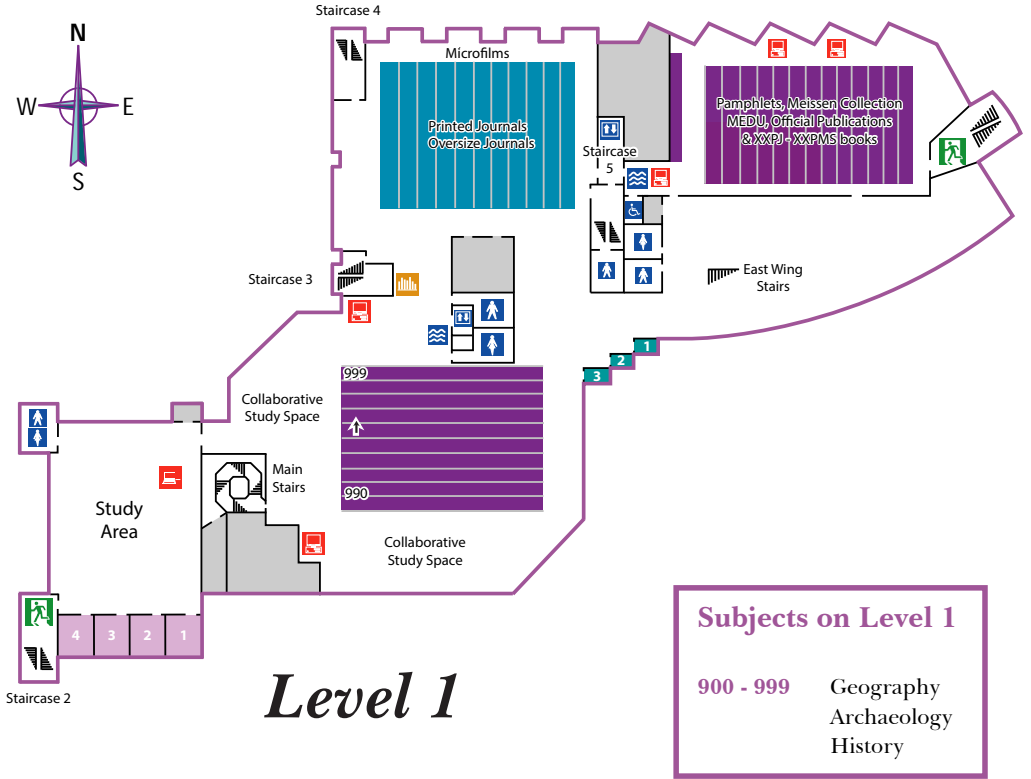 Staircase 4
N
W
E
S
Microfilms
Printed Journals
Oversize Journals
Pamphlets, Meissen Collection
MEDU, Official Publications
& XXPJ - XXPMS books
Staircase
5
Staircase 3
East Wing
Stairs
1
2
3
999
Collaborative
Study Space
990
Main
Stairs
Study
Area
Collaborative
Study Space
4
3
2
1
Staircase 2
Level 1
Subjects on Level 1
900 - 999 Geography
Archaeology
History